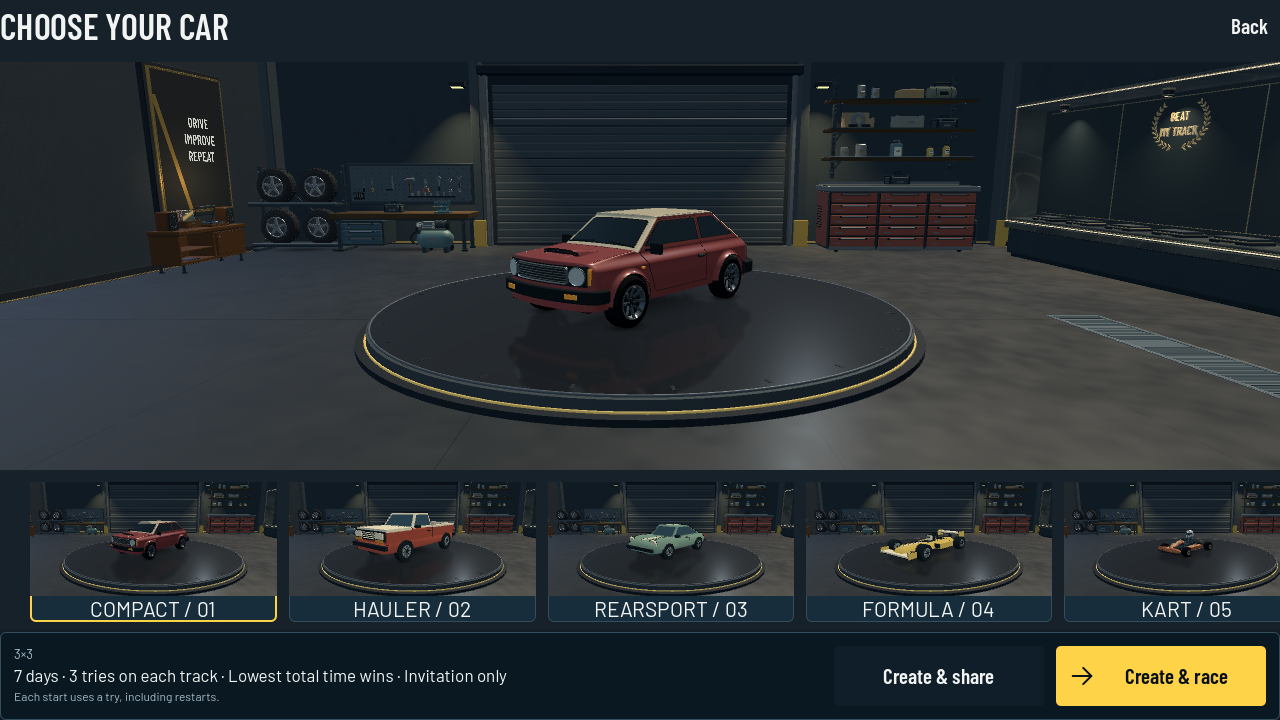 CHOOSE YOUR CAR
Back
DRIVE
IMPROVE
REPEAT
BEAT
MY TRACK
COMPACT / 01
HAULER / 02
REARSPORT / 03
FORMULA / 04
KART / 05
3×3
7 days · 3 tries on each track · Lowest total time wins · Invitation only
Each start uses a try, including restarts.
Create & share
→ Create & race